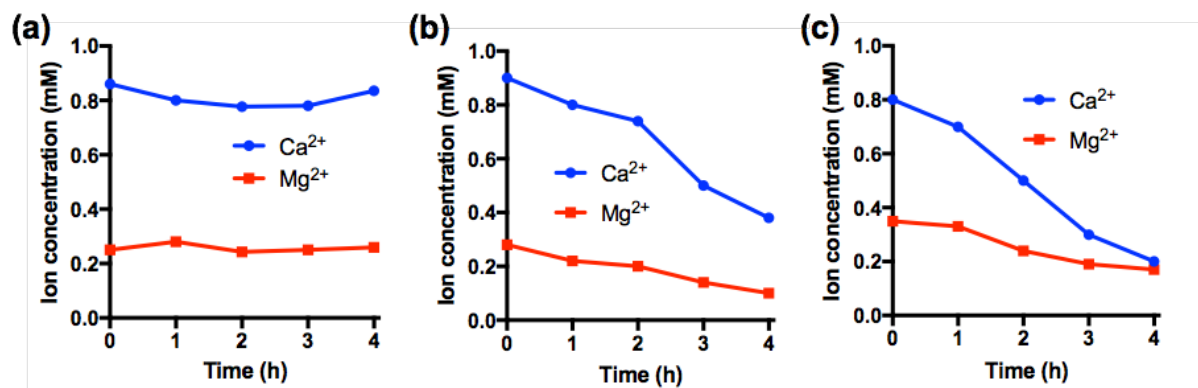 (a)
Ion concentration (mM)
1.0
0.8
0.6
0.4
0.2
0.0
Ca²⁺
Mg²⁺
0 1 2 3 4
Time (h)
(b)
Ion concentration (mM)
1.0
0.8
0.6
0.4
0.2
0.0
Ca²⁺
Mg²⁺
0 1 2 3 4
Time (h)
(c)
Ion concentration (mM)
1.0
0.8
0.6
0.4
0.2
0.0
Ca²⁺
Mg²⁺
0 1 2 3 4
Time (h)